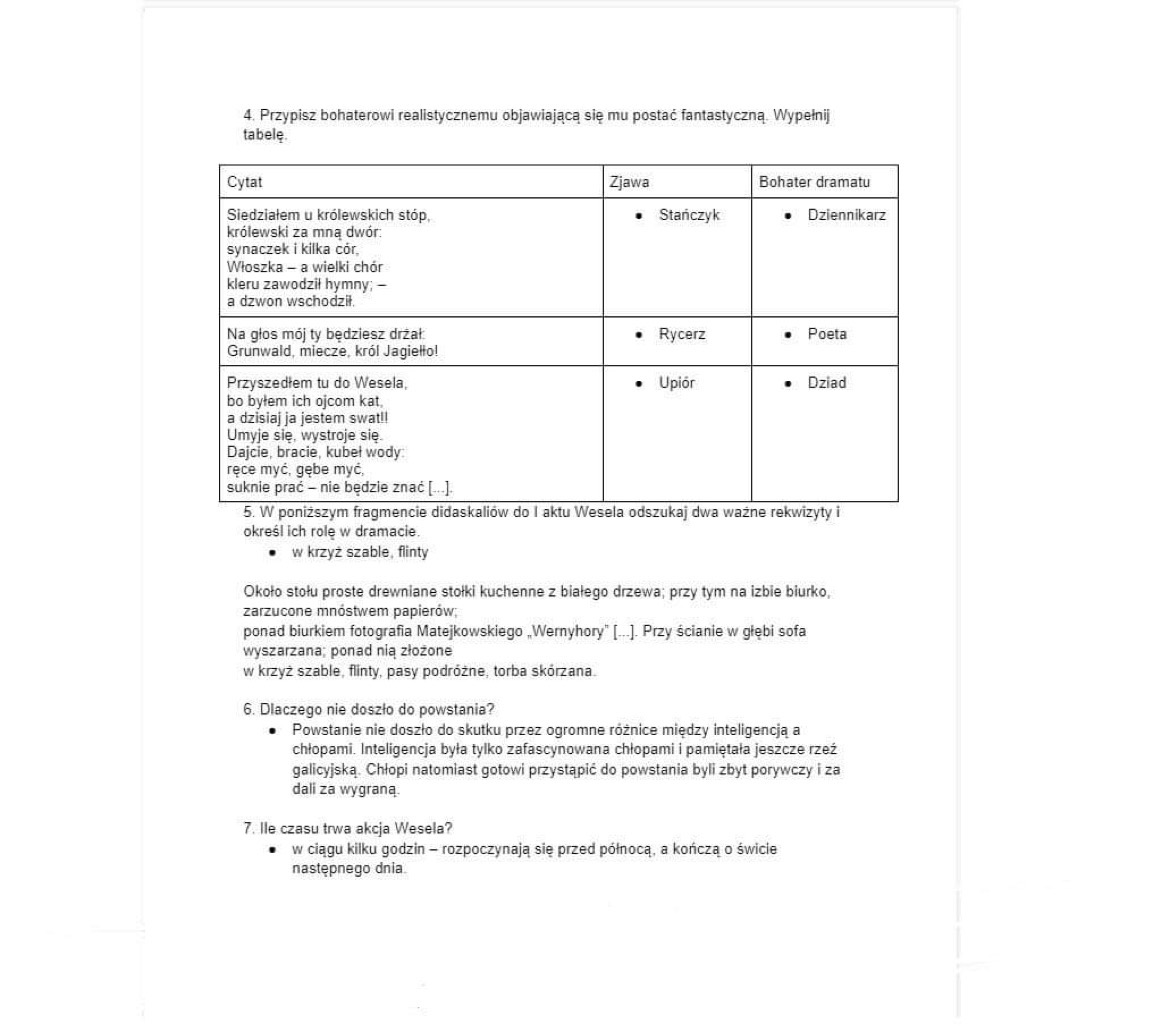 4. Przypisz bohaterowi realistycznemu objawiającą się mu postać fantastyczną. Wypełnij
tabelę.
Cytat Zjawa Bohater dramatu
Siedziałem u królewskich stóp, • Stańczyk • Dziennikarz
królewski za mną dwór:
synaczek i kilka cór,
Włoszka – a wielki chór
kleru zawodził hymny; –
a dzwon wschodził.
Na głos mój ty będziesz drżał: • Rycerz • Poeta
Grunwald, miecze, król Jagiełło!
Przyszedłem tu do Wesela, • Upiór • Dziad
bo byłem ich ojcom kat,
a dzisiaj ja jestem swat!!
Umyje się, wystroje się.
Dajcie, bracie, kubeł wody:
ręce myć, gębe myć,
suknie prać – nie będzie znać [...].
5. W poniższym fragmencie didaskaliów do I aktu Wesela odszukaj dwa ważne rekwizyty i
określ ich rolę w dramacie.
• w krzyż szable, flinty
Około stołu proste drewniane stołki kuchenne z białego drzewa; przy tym na izbie biurko,
zarzucone mnóstwem papierów;
ponad biurkiem fotografia Matejkowskiego „Wernyhory” [...]. Przy ścianie w głębi sofa
wyszarzana; ponad nią złożone
w krzyż szable, flinty, pasy podróżne, torba skórzana.
6. Dlaczego nie doszło do powstania?
• Powstanie nie doszło do skutku przez ogromne różnice między inteligencją a
chłopami. Inteligencja była tylko zafascynowana chłopami i pamiętała jeszcze rzeź
galicyjską. Chłopi natomiast gotowi przystąpić do powstania byli zbyt porywczy i za
dali za wygraną.
7. Ile czasu trwa akcja Wesela?
• w ciągu kilku godzin – rozpoczynają się przed północą, a kończą o świcie
następnego dnia.